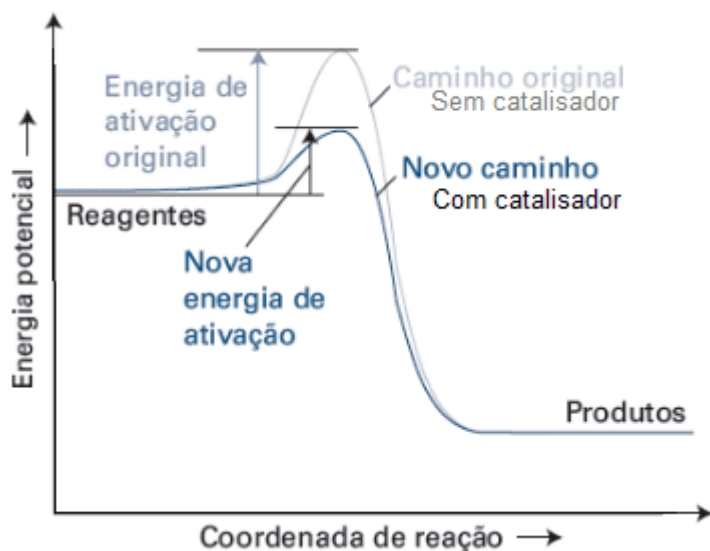 Energia de
ativação
original
Caminho original
Sem catalisador
Novo caminho
Com catalisador
Reagentes
Nova
energia de
ativação
Produtos
Energia potencial
Coordenada de reação